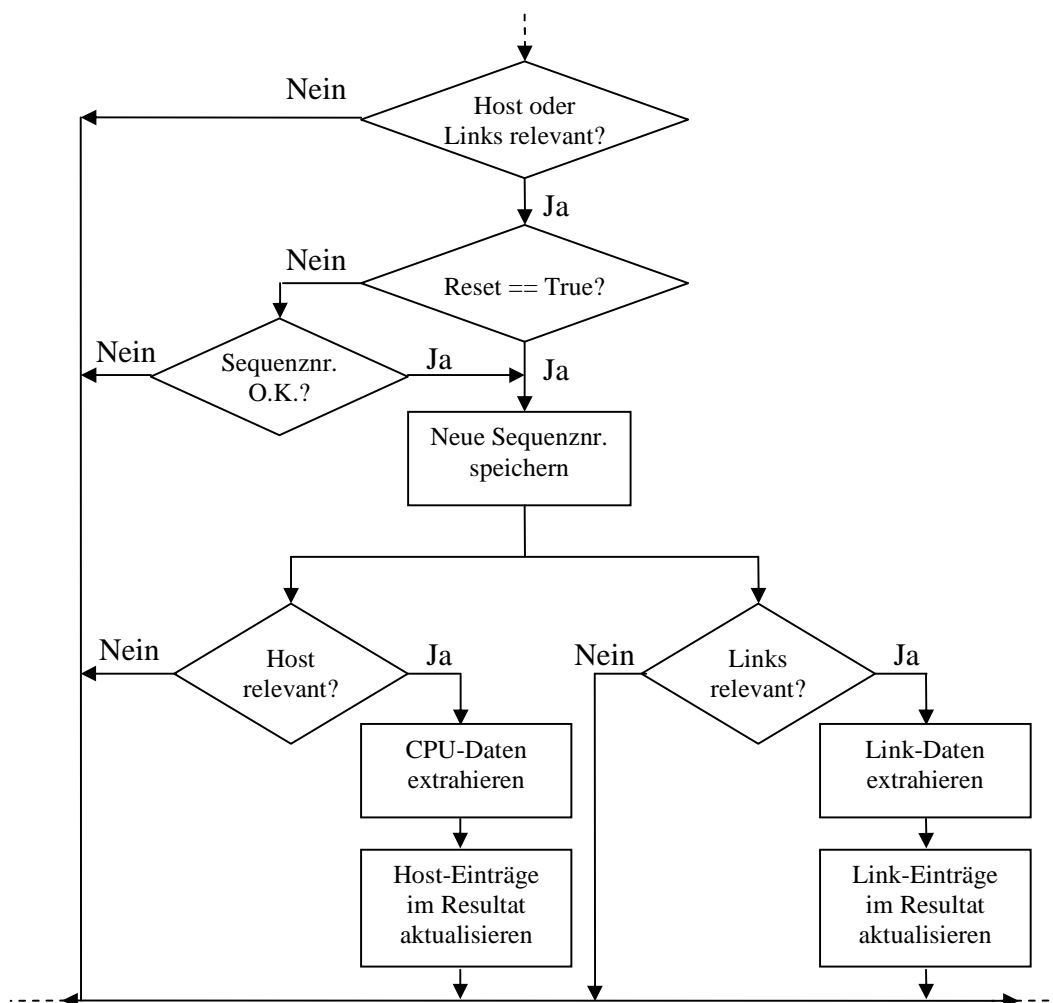 Nein
Host oder
Links relevant?
Ja
Nein
Reset == True?
Nein
Sequenznr.
O.K.?
Ja
Ja
Neue Sequenznr.
speichern
Nein
Host
relevant?
Ja
Nein
Links
relevant?
Ja
CPU-Daten
extrahieren
Link-Daten
extrahieren
Host-Einträge
im Resultat
aktualisieren
Link-Einträge
im Resultat
aktualisieren